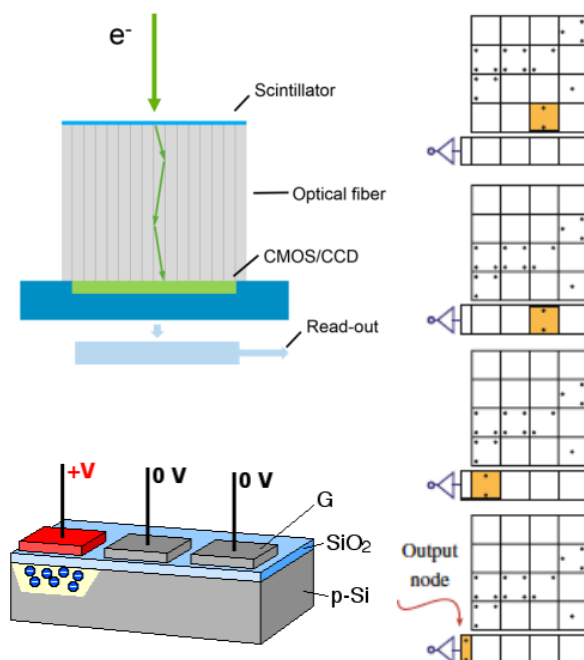 e-
Scintillator
Optical fiber
CMOS/CCD
Read-out
+V
0 V
0 V
G
SiO₂
p-Si
Output
node